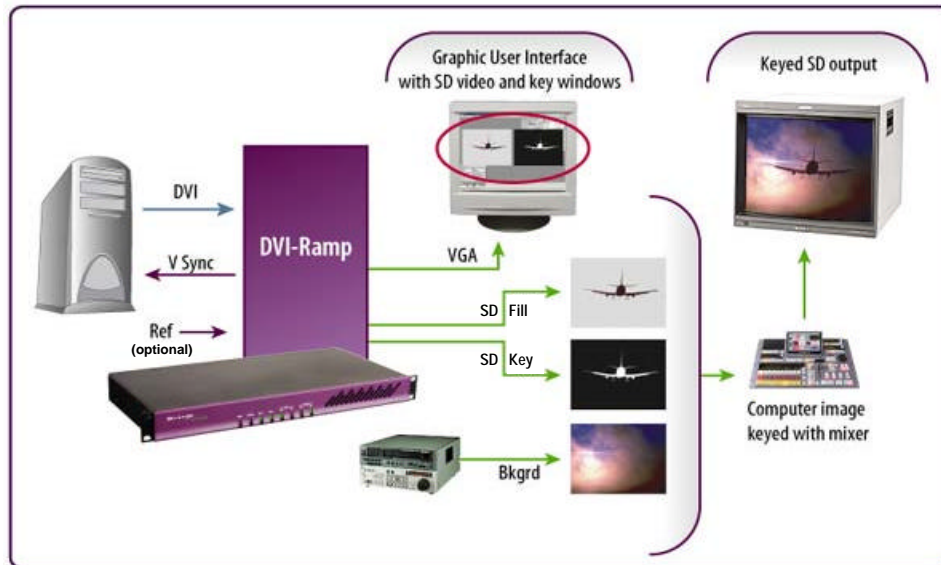 Graphic User Interface
with SD video and key windows
Keyed SD output
DVI
DVI-Ramp
V Sync
VGA
SD Fill
Ref
(optional)
SD Key
Computer image
keyed with mixer
Bkgrd